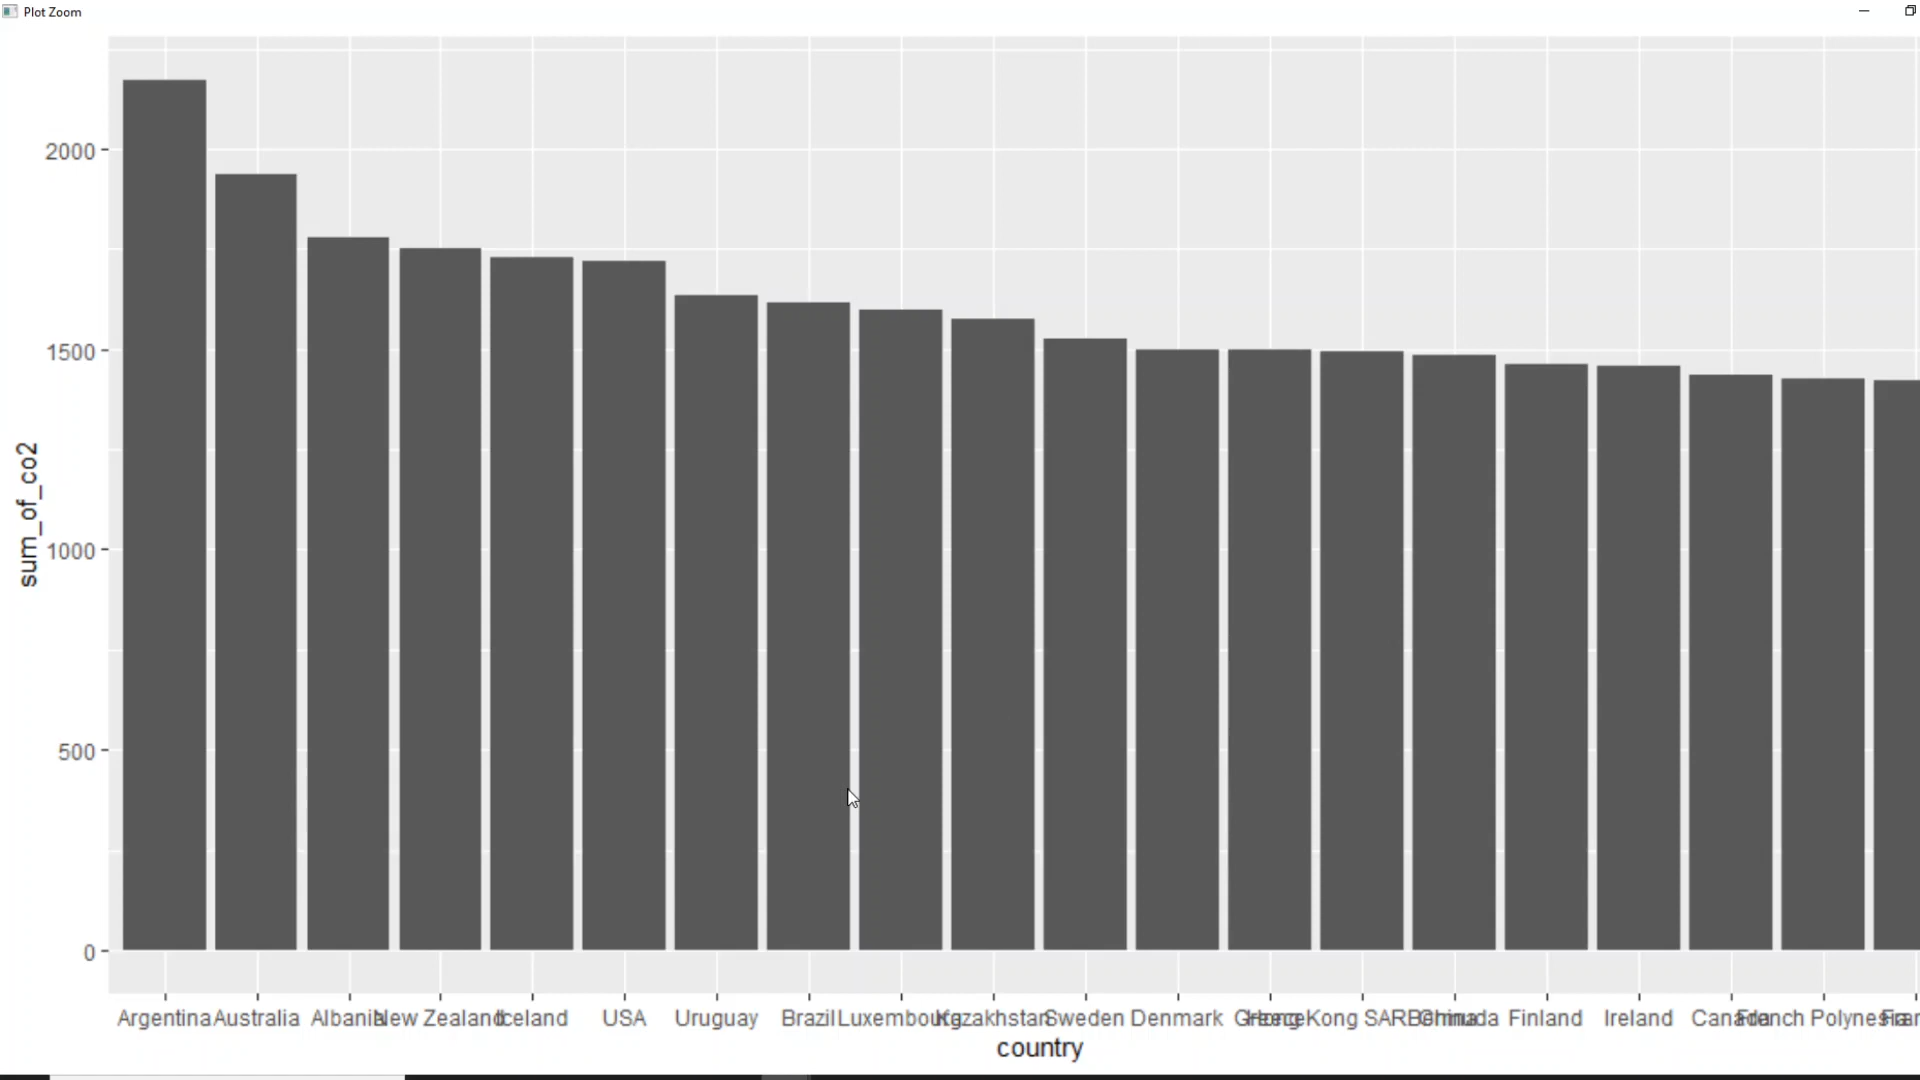 Plot Zoom
2000
1500
1000
500
0
sum_of_co2
Argentina Australia Albania New Zealand Iceland USA Uruguay Brazil Luxembourg Kazakhstan Sweden Denmark Greece Hong Kong SAR China Bermuda Finland Ireland Canada French Polynesia
country